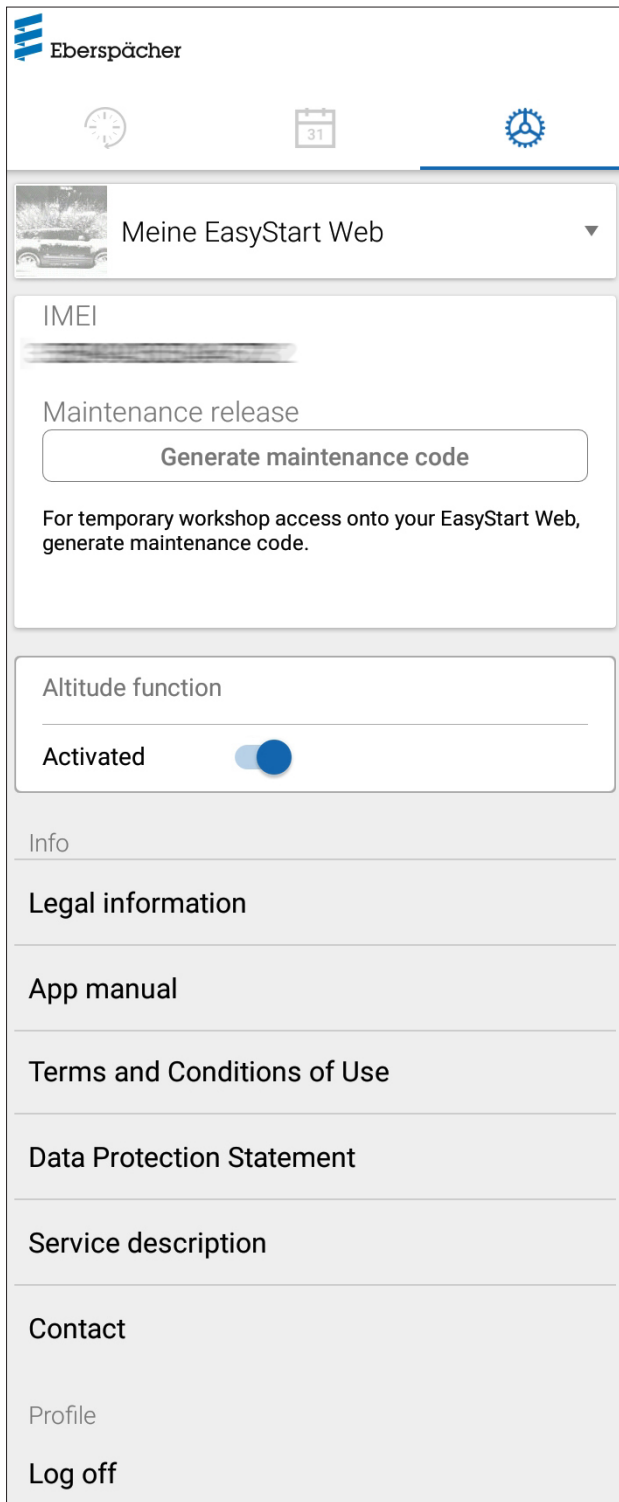 Eberspächer
31
Meine EasyStart Web
IMEI
Maintenance release
Generate maintenance code
For temporary workshop access onto your EasyStart Web,
generate maintenance code.
Altitude function
Activated
Info
Legal information
App manual
Terms and Conditions of Use
Data Protection Statement
Service description
Contact
Profile
Log off